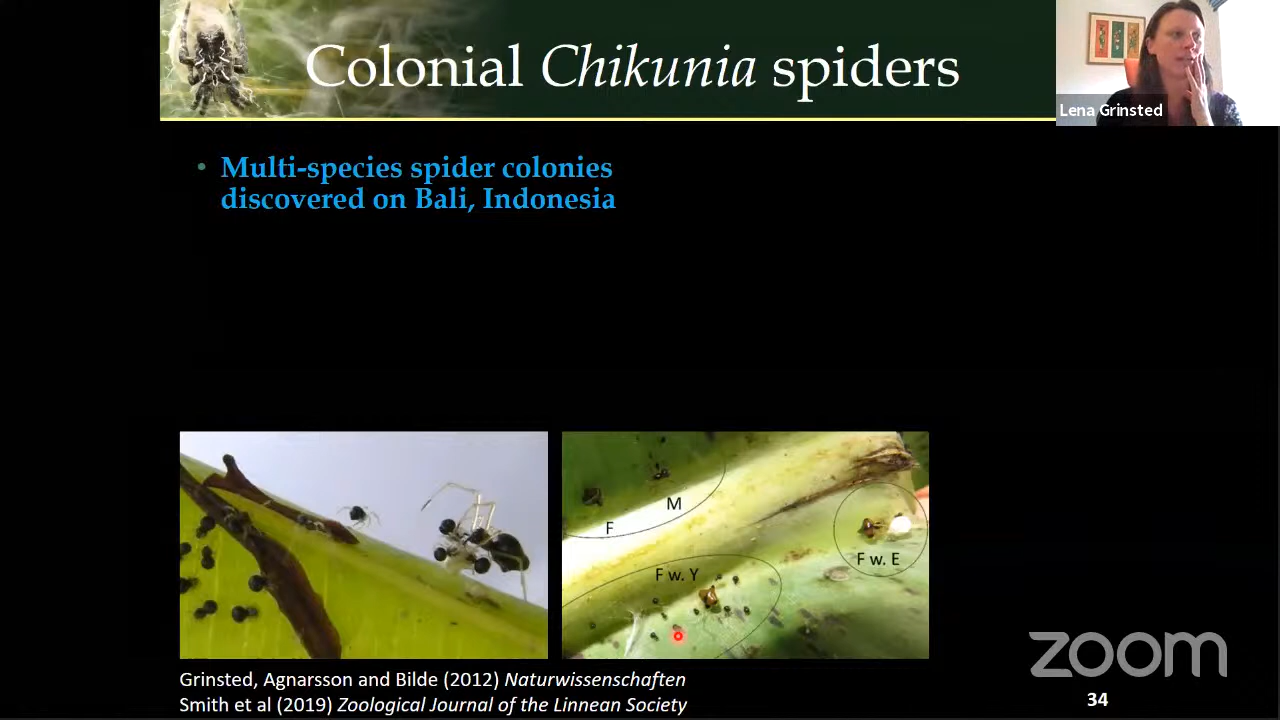 Colonial Chikunia spiders
Lena Grinsted
• Multi-species spider colonies
discovered on Bali, Indonesia
M
F
F w. Y
F w. E
zoom
Grinsted, Agnarsson and Bilde (2012) Naturwissenschaften
Smith et al (2019) Zoological Journal of the Linnean Society
34